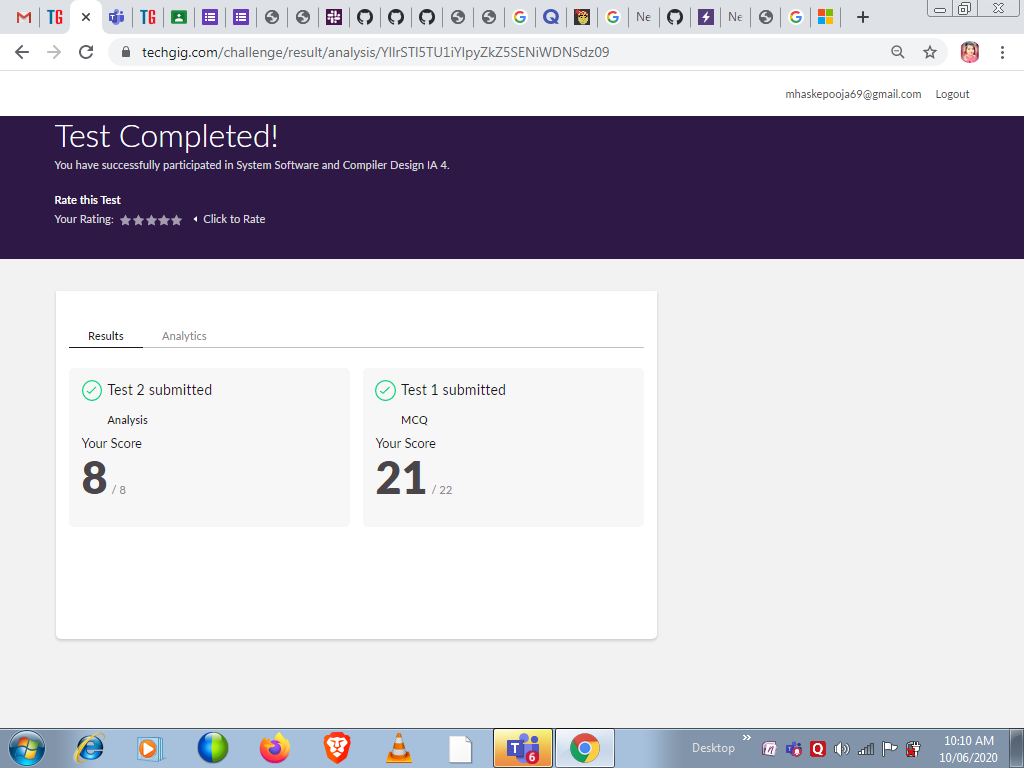 TG
TG
Ne
Ne
techgig.com/challenge/result/analysis/YllrSTl5TU1iYlpyZkZ5SENiWDNSdz09
mhaskepooja69@gmail.com Logout
Test Completed!
You have successfully participated in System Software and Compiler Design IA 4.
Rate this Test
Your Rating: Click to Rate
Results Analytics
Test 2 submitted
Analysis
Your Score
8 / 8
Test 1 submitted
MCQ
Your Score
21 / 22
Desktop
10:10 AM
10/06/2020